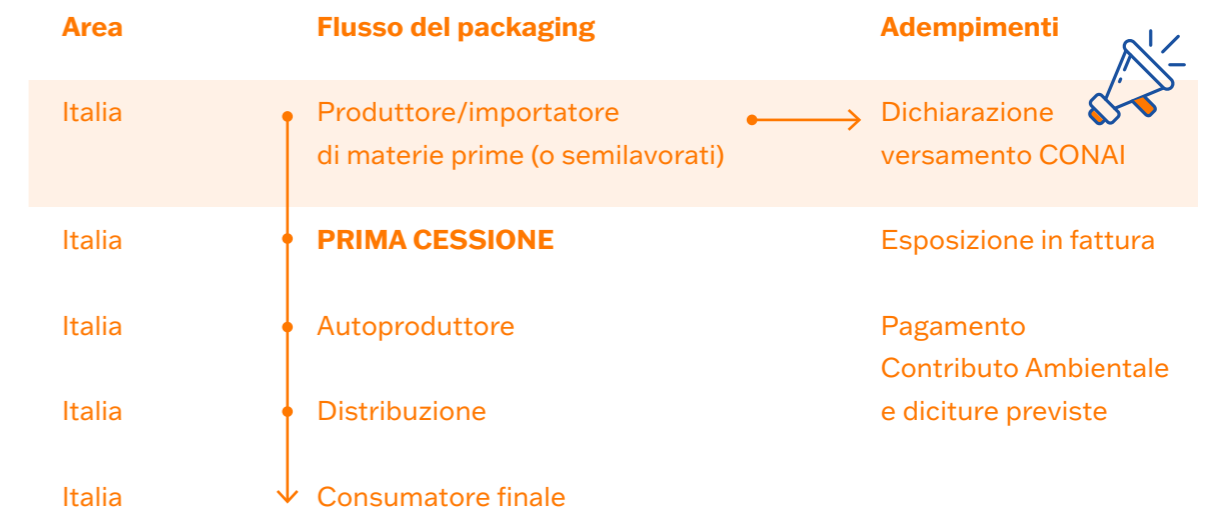 Area Flusso del packaging Adempimenti
Italia Produttore/importatore Dichiarazione
di materie prime (o semilavorati) versamento CONAI
Italia PRIMA CESSIONE Esposizione in fattura
Italia Autoproduttore Pagamento
Contributo Ambientale
Italia Distribuzione e diciture previste
Italia Consumatore finale